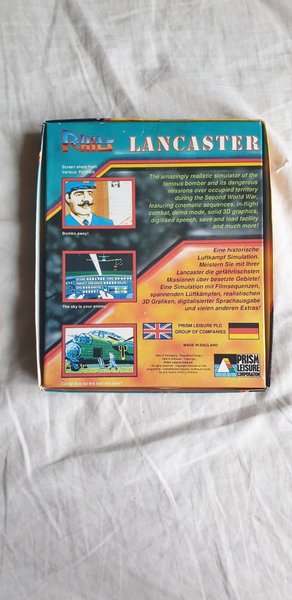 LANCASTER
Screen shots from
Various Formats
The amazingly realistic simulator of the
famous bomber and its dangerous
missions over occupied territory
during the Second World War,
featuring cinematic sequences, in-flight
combat, demo mode, solid 3D graphics,
digitised speech, save and load facility,
and much much more!
Bombs away!
Eine historische
Luftkampf Simulation.
Meistern Sie mit Ihrer
Lancaster die gefährlichsten
Missionen über besetzte Gebiete!
Eine Simulation mit Filmsequenzen,
spannenden Luftkämpfen, realistischen
3D Grafiken, digitalisierter Sprachausgabe
und vielen anderen Extras!
The sky is your enemy!
PRISM LEISURE PLC
GROUP OF COMPANIES
MADE IN ENGLAND
PRISM
LEISURE
CORPORATION
Could this be the last mission?